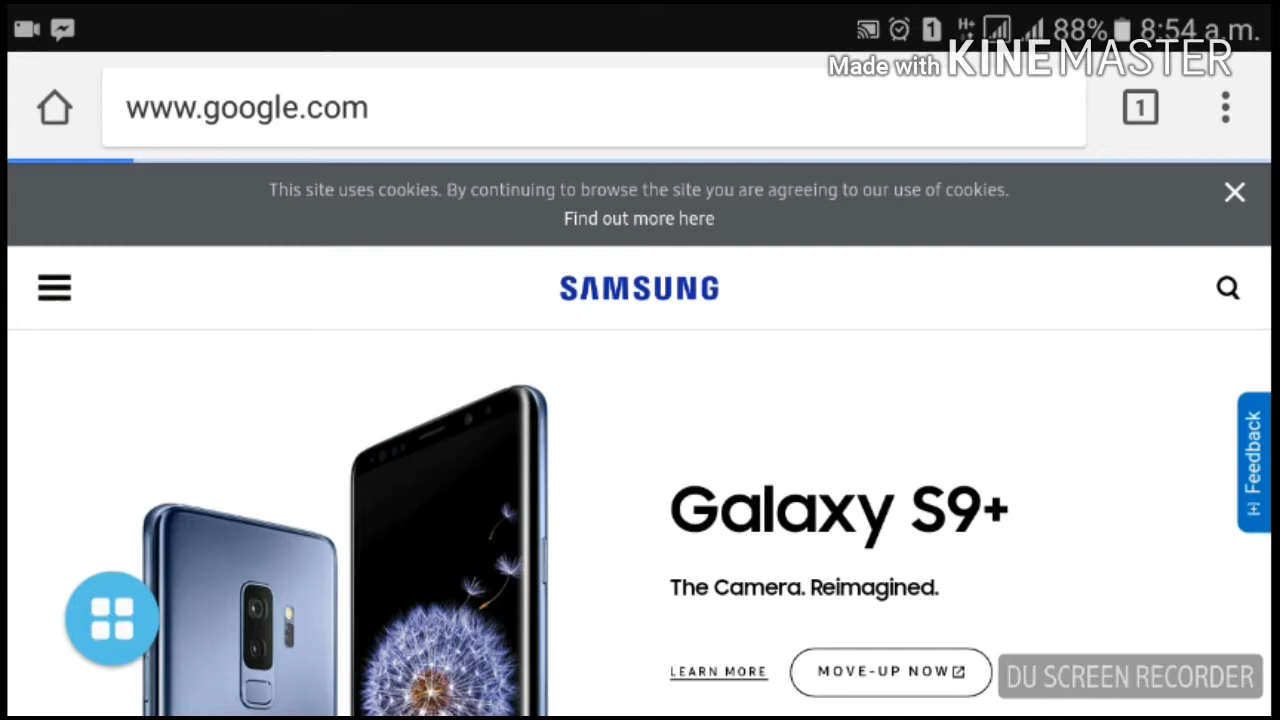 1 H+ 88% 8:54 a.m.
Made with KINEMASTER
www.google.com
1
This site uses cookies. By continuing to browse the site you are agreeing to our use of cookies.
Find out more here
SAMSUNG
[+] Feedback
Galaxy S9+
The Camera. Reimagined.
LEARN MORE
MOVE-UP NOW
DU SCREEN RECORDER